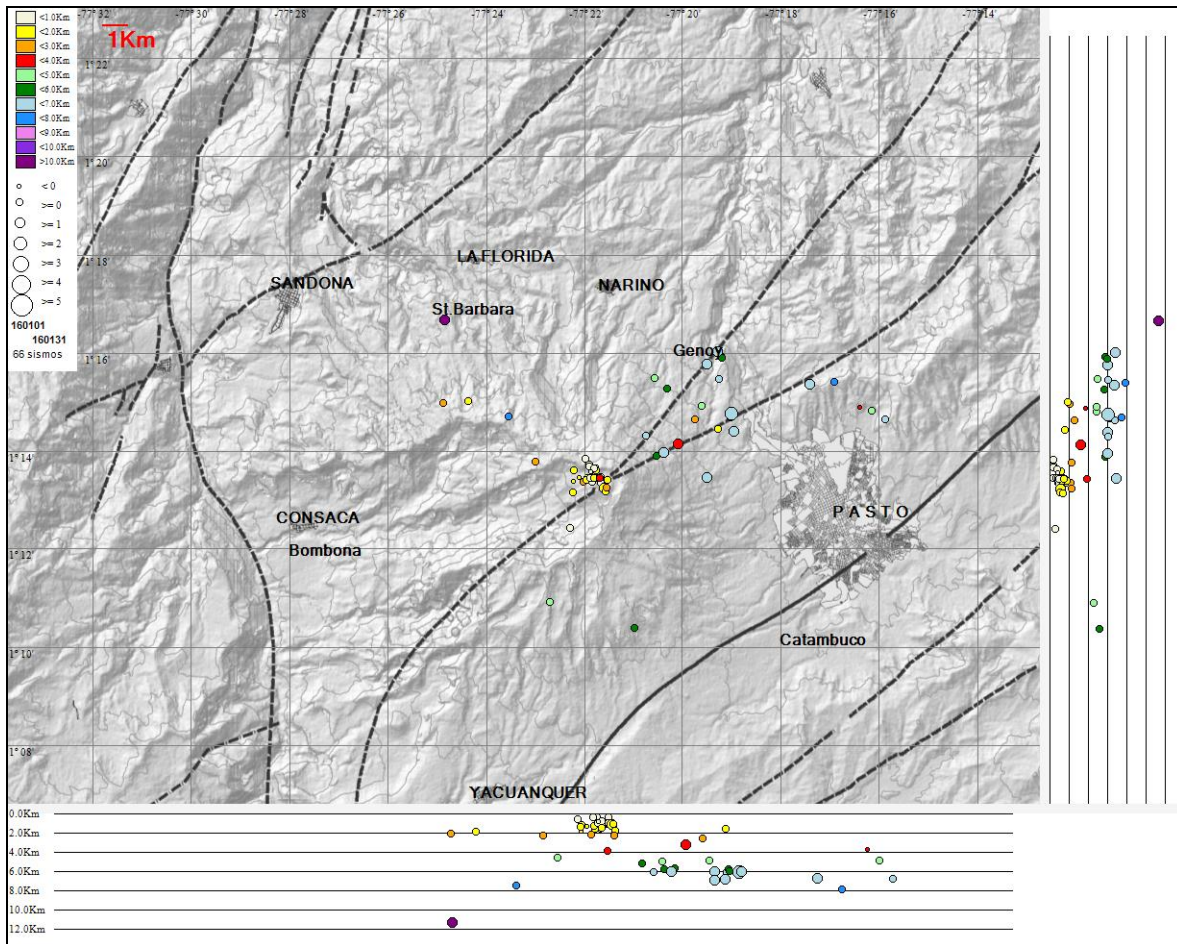 -77°32' -77°30' -77°28' -77°26' -77°24' -77°22' -77°20' -77°18' -77°16' -77°14'
1Km
<1.0Km
<2.0Km
<3.0Km
<4.0Km
<5.0Km
<6.0Km
<7.0Km
<8.0Km
<9.0Km
<10.0Km
>10.0Km
< 0
>= 0
>= 1
>= 2
>= 3
>= 4
>= 5
160101
160131
66 sismos
1°22'
1°20'
1°18'
1°16'
1°14'
1°12'
1°10'
1°08'
LA FLORIDA
SANDONA
NARINO
St.Barbara
Genoy
CONSACA
PASTO
Bombona
Catambuco
YACUANQUER
0.0Km
2.0Km
4.0Km
6.0Km
8.0Km
10.0Km
12.0Km